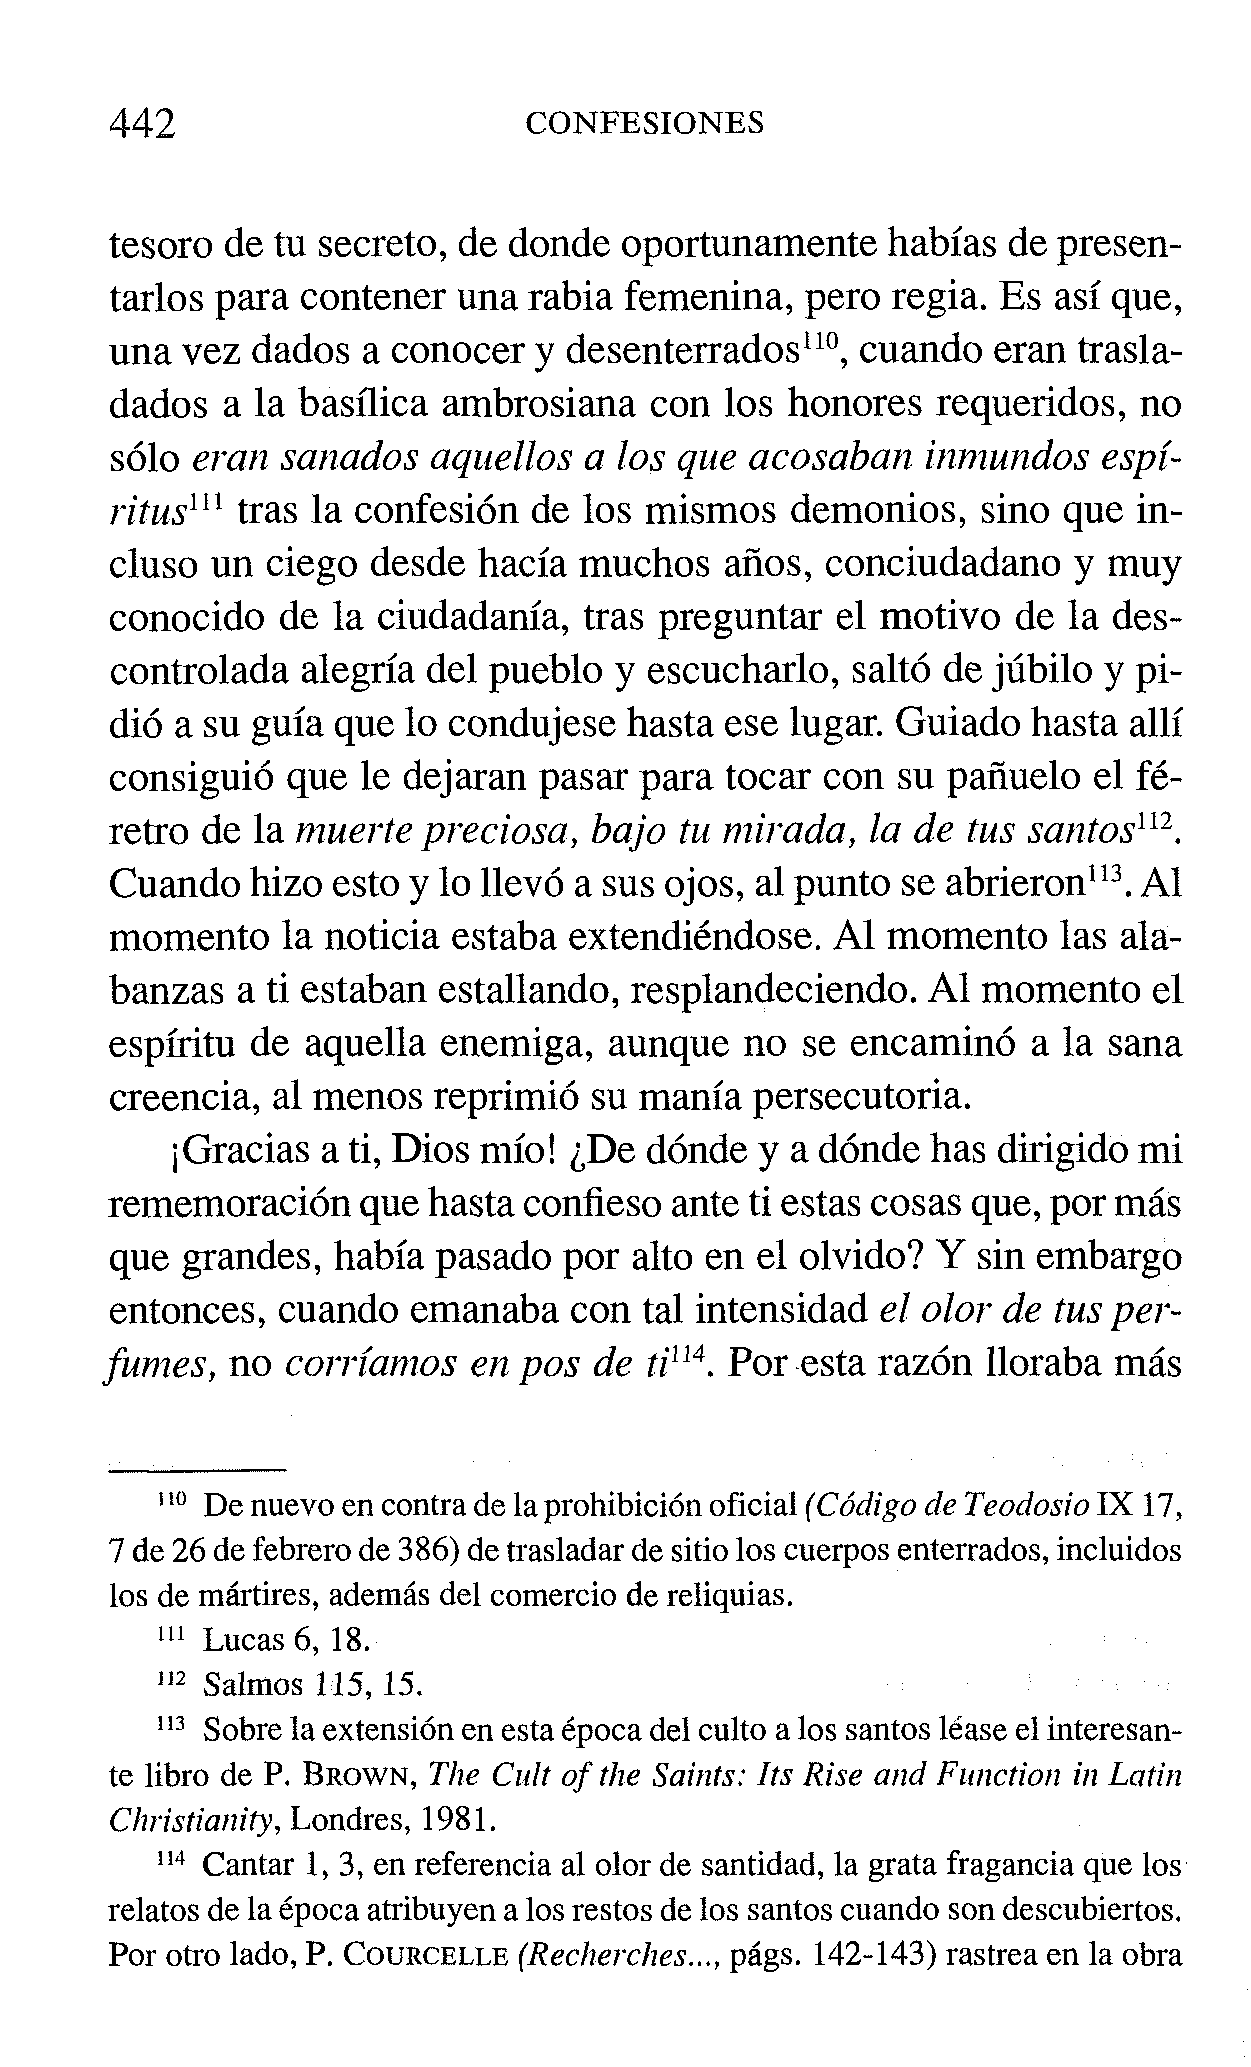 442 CONFESIONES
tesoro de tu secreto, de donde oportunamente habías de presen-
tarlos para contener una rabia femenina, pero regia. Es así que,
una vez dados a conocer y desenterrados¹¹⁰, cuando eran trasla-
dados a la basílica ambrosiana con los honores requeridos, no
sólo eran sanados aquellos a los que acosaban inmundos espí-
ritus¹¹¹ tras la confesión de los mismos demonios, sino que in-
cluso un ciego desde hacía muchos años, conciudadano y muy
conocido de la ciudadanía, tras preguntar el motivo de la des-
controlada alegría del pueblo y escucharlo, saltó de júbilo y pi-
dió a su guía que lo condujese hasta ese lugar. Guiado hasta allí
consiguió que le dejaran pasar para tocar con su pañuelo el fé-
retro de la muerte preciosa, bajo tu mirada, la de tus santos¹¹².
Cuando hizo esto y lo llevó a sus ojos, al punto se abrieron¹¹³. Al
momento la noticia estaba extendiéndose. Al momento las ala-
banzas a ti estaban estallando, resplandeciendo. Al momento el
espíritu de aquella enemiga, aunque no se encaminó a la sana
creencia, al menos reprimió su manía persecutoria.
¡Gracias a ti, Dios mío! ¿De dónde y a dónde has dirigido mi
rememoración que hasta confieso ante ti estas cosas que, por más
que grandes, había pasado por alto en el olvido? Y sin embargo
entonces, cuando emanaba con tal intensidad el olor de tus per-
fumes, no corríamos en pos de ti¹¹⁴. Por esta razón lloraba más
¹¹⁰ De nuevo en contra de la prohibición oficial (Código de Teodosio IX 17,
7 de 26 de febrero de 386) de trasladar de sitio los cuerpos enterrados, incluidos
los de mártires, además del comercio de reliquias.
¹¹¹ Lucas 6, 18.
¹¹² Salmos 115, 15.
¹¹³ Sobre la extensión en esta época del culto a los santos léase el interesan-
te libro de P. BROWN, The Cult of the Saints: Its Rise and Function in Latin
Christianity, Londres, 1981.
¹¹⁴ Cantar 1, 3, en referencia al olor de santidad, la grata fragancia que los
relatos de la época atribuyen a los restos de los santos cuando son descubiertos.
Por otro lado, P. COURCELLE (Recherches..., págs. 142-143) rastrea en la obra